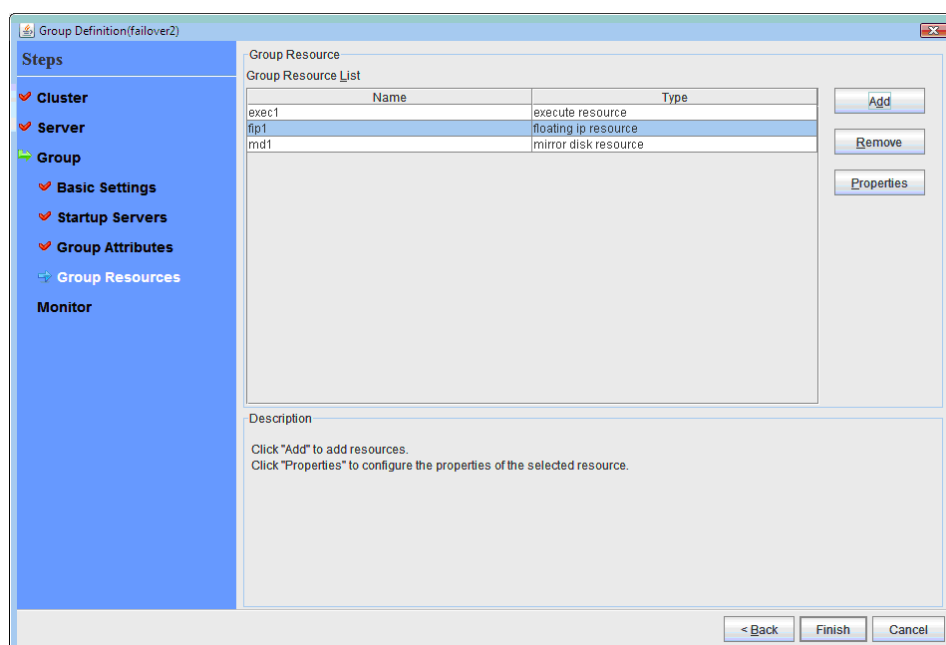 Group Definition(failover2)
Steps
Cluster
Server
Group
Basic Settings
Startup Servers
Group Attributes
Group Resources
Monitor
Group Resource
Group Resource List
Name Type
exec1 execute resource
fip1 floating ip resource
md1 mirror disk resource
Add
Remove
Properties
Description
Click "Add" to add resources.
Click "Properties" to configure the properties of the selected resource.
< Back Finish Cancel